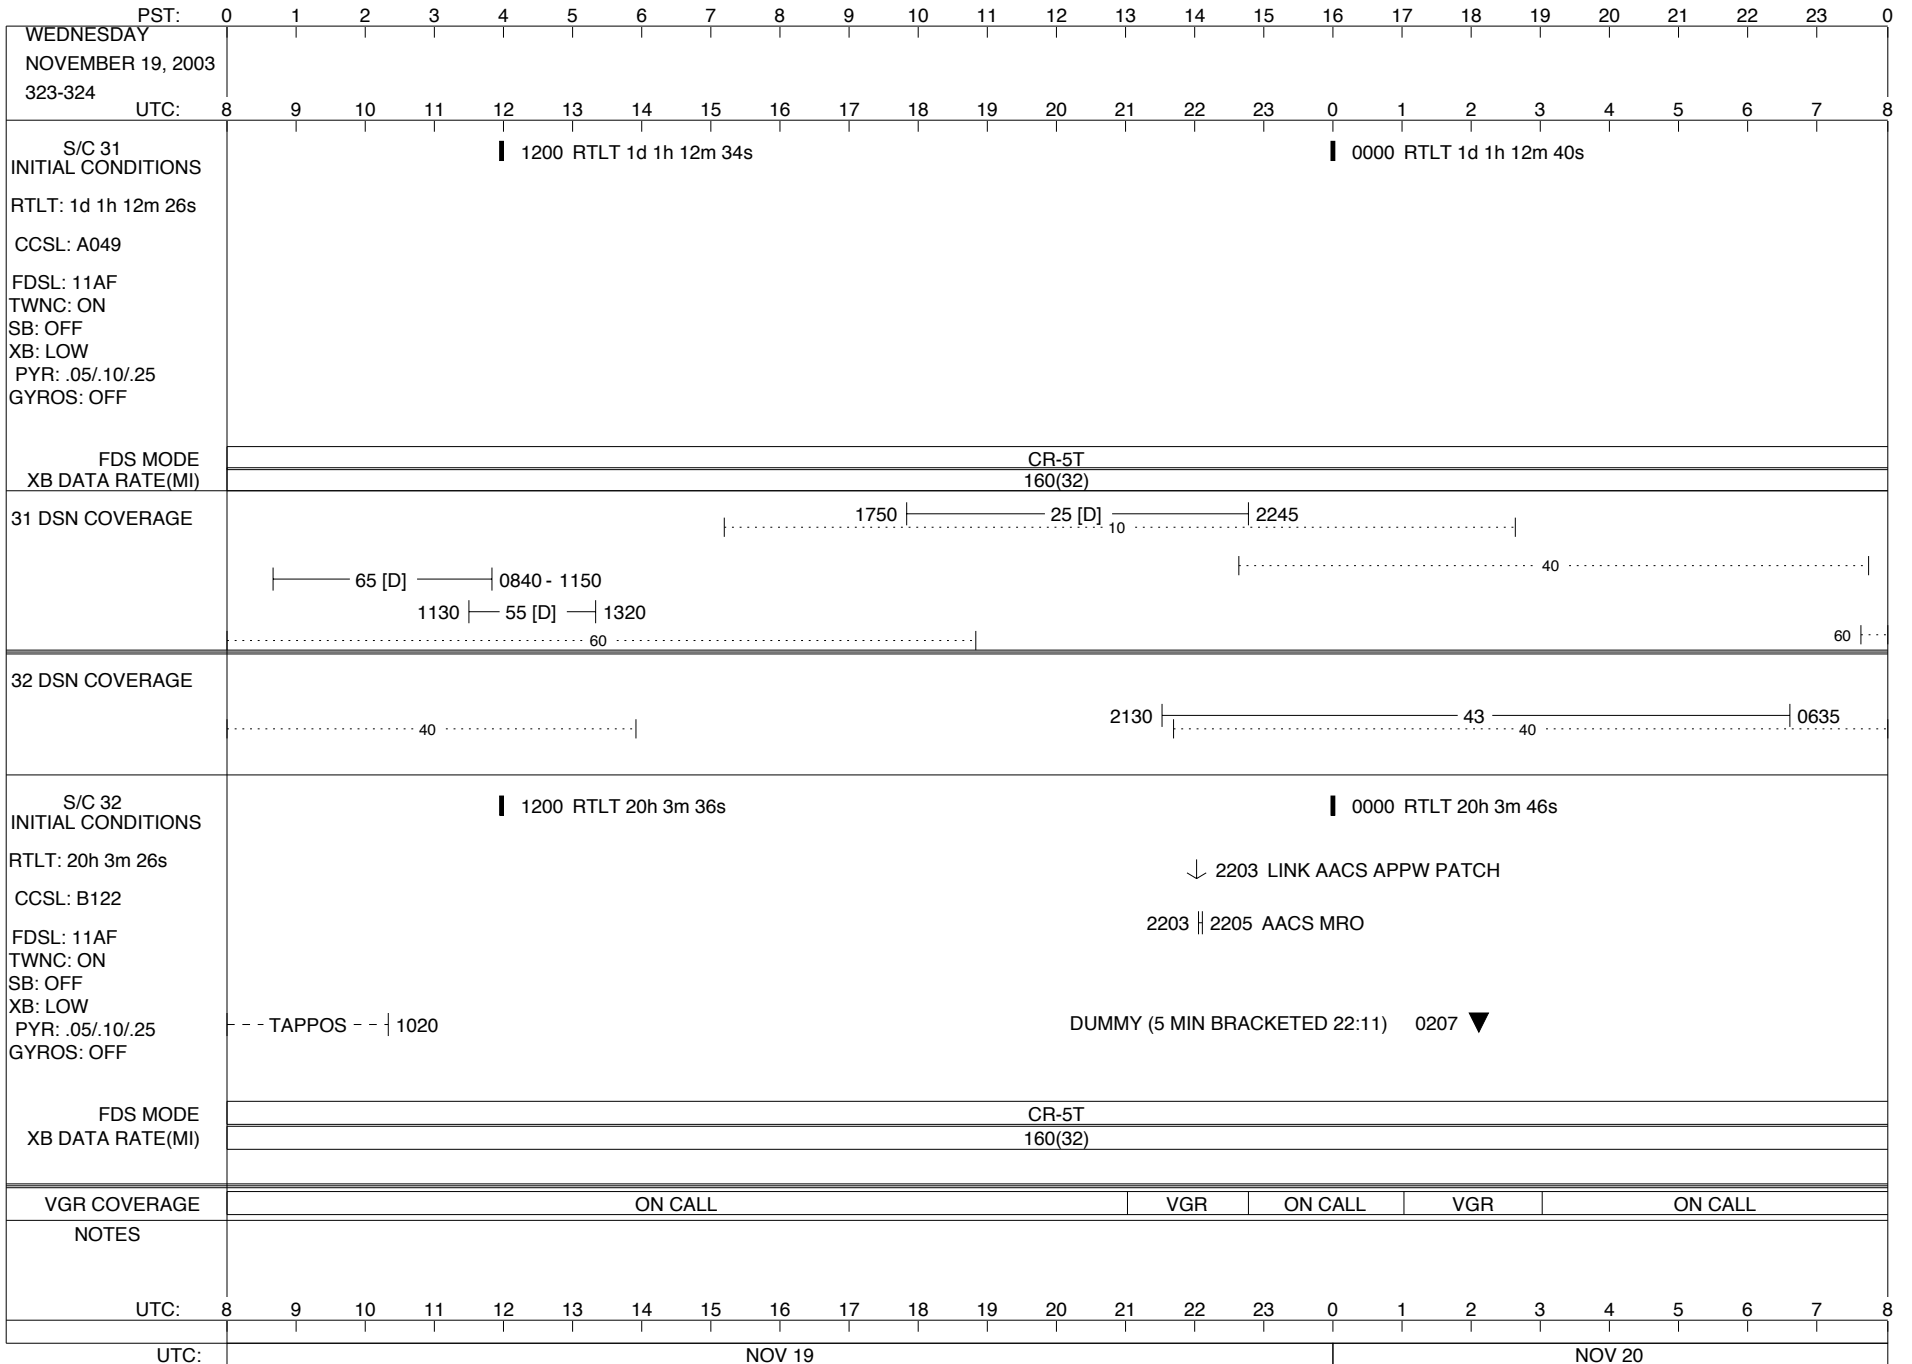 PST: 0 1 2 3 4 5 6 7 8 9 10 11 12 13 14 15 16 17 18 19 20 21 22 23 0
WEDNESDAY
NOVEMBER 19, 2003
323-324
UTC: 8 9 10 11 12 13 14 15 16 17 18 19 20 21 22 23 0 1 2 3 4 5 6 7 8
S/C 31
INITIAL CONDITIONS
1200 RTLT 1d 1h 12m 34s
0000 RTLT 1d 1h 12m 40s
RTLT: 1d 1h 12m 26s
CCSL: A049
FDSL: 11AF
TWNC: ON
SB: OFF
XB: LOW
PYR: .05/.10/.25
GYROS: OFF
FDS MODE CR-5T
XB DATA RATE(MI) 160(32)
31 DSN COVERAGE
1750 25 [D] 2245
10
40
65 [D] 0840 - 1150
1130 55 [D] 1320
60
60
32 DSN COVERAGE
2130 43 0635
40
40
S/C 32
INITIAL CONDITIONS
1200 RTLT 20h 3m 36s
0000 RTLT 20h 3m 46s
RTLT: 20h 3m 26s
2203 LINK AACS APPW PATCH
CCSL: B122
2203 2205 AACS MRO
FDSL: 11AF
TWNC: ON
SB: OFF
XB: LOW
PYR: .05/.10/.25
GYROS: OFF
TAPPOS 1020
DUMMY (5 MIN BRACKETED 22:11) 0207
FDS MODE CR-5T
XB DATA RATE(MI) 160(32)
VGR COVERAGE ON CALL VGR ON CALL VGR ON CALL
NOTES
UTC: 8 9 10 11 12 13 14 15 16 17 18 19 20 21 22 23 0 1 2 3 4 5 6 7 8
UTC: NOV 19 NOV 20